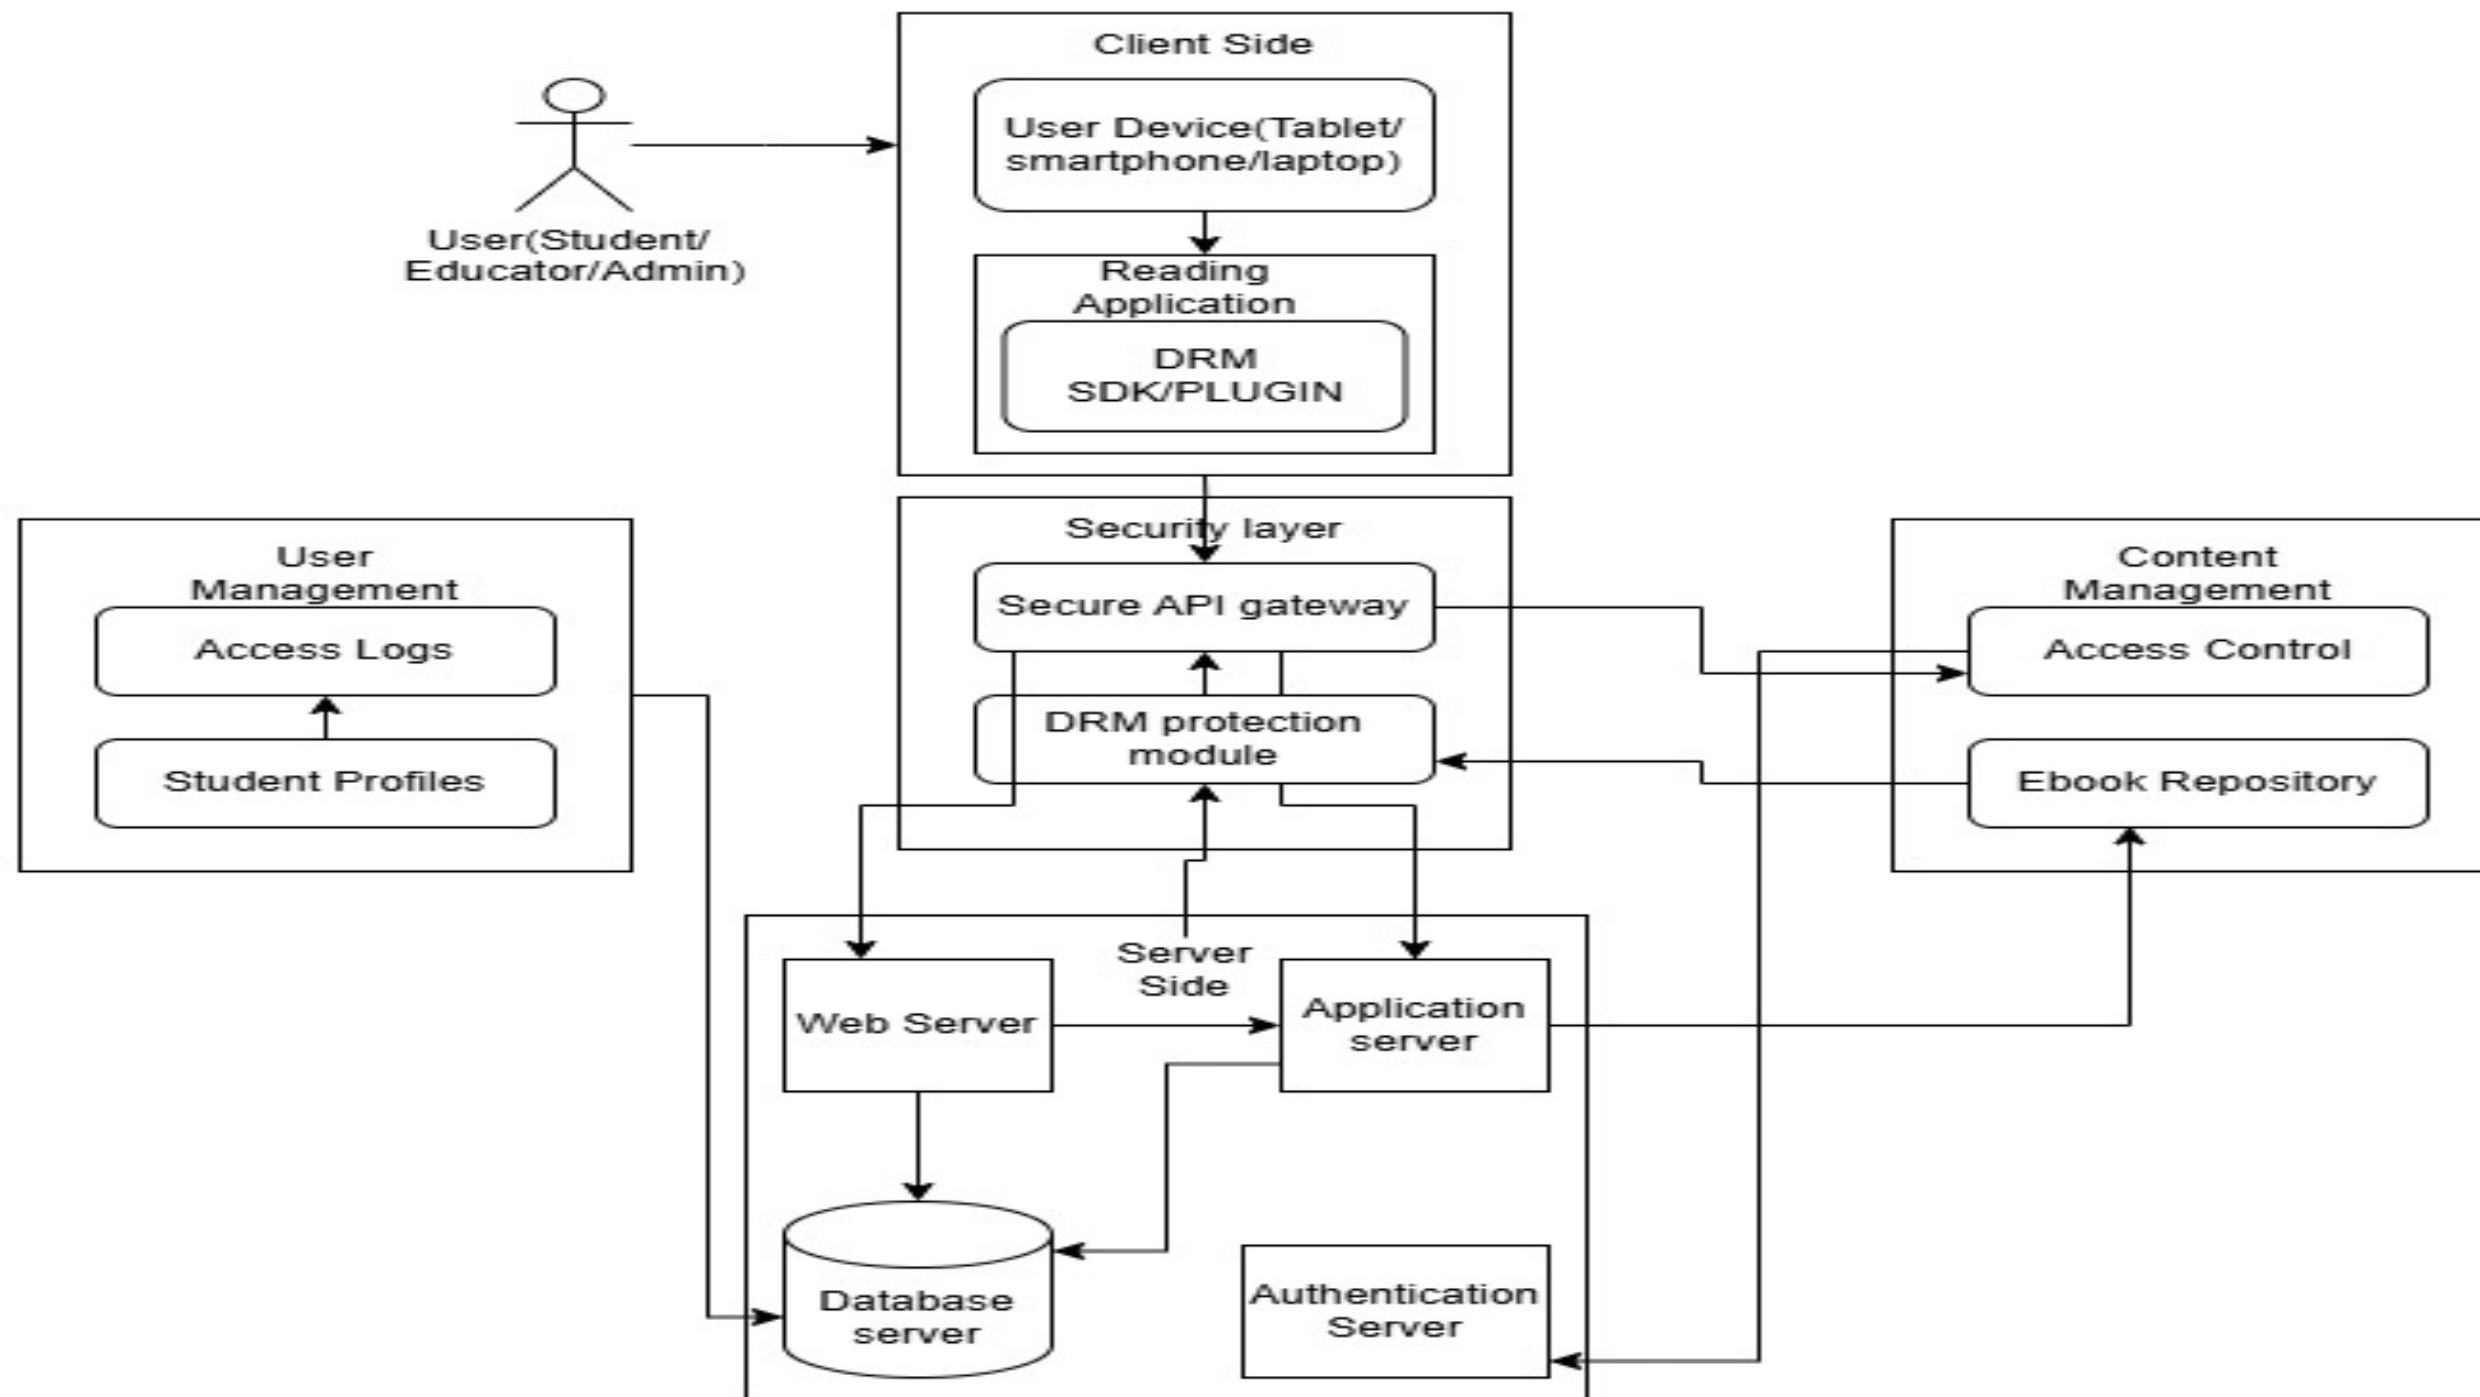 Client Side
User Device(Tablet/
smartphone/laptop)
User(Student/
Educator/Admin)
Reading
Application
DRM
SDK/PLUGIN
Security layer
Secure API gateway
DRM protection
module
User
Management
Access Logs
Student Profiles
Content
Management
Access Control
Ebook Repository
Server
Side
Web Server
Application
server
Database
server
Authentication
Server